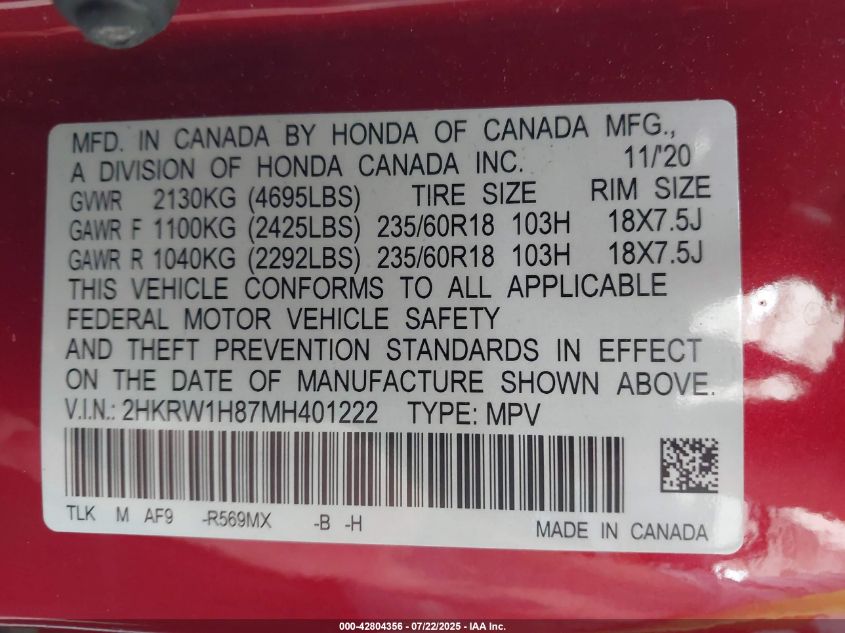 MFD. IN CANADA BY HONDA OF CANADA MFG.,
A DIVISION OF HONDA CANADA INC. 11/'20
GVWR 2130KG (4695LBS) TIRE SIZE RIM SIZE
GAWR F 1100KG (2425LBS) 235/60R18 103H 18X7.5J
GAWR R 1040KG (2292LBS) 235/60R18 103H 18X7.5J
THIS VEHICLE CONFORMS TO ALL APPLICABLE
FEDERAL MOTOR VEHICLE SAFETY
AND THEFT PREVENTION STANDARDS IN EFFECT
ON THE DATE OF MANUFACTURE SHOWN ABOVE.
V.I.N.: 2HKRW1H87MH401222 TYPE: MPV
TLK M AF9 -R569MX -B -H
MADE IN CANADA
000-42804356 - 07/22/2025 - IAA Inc.